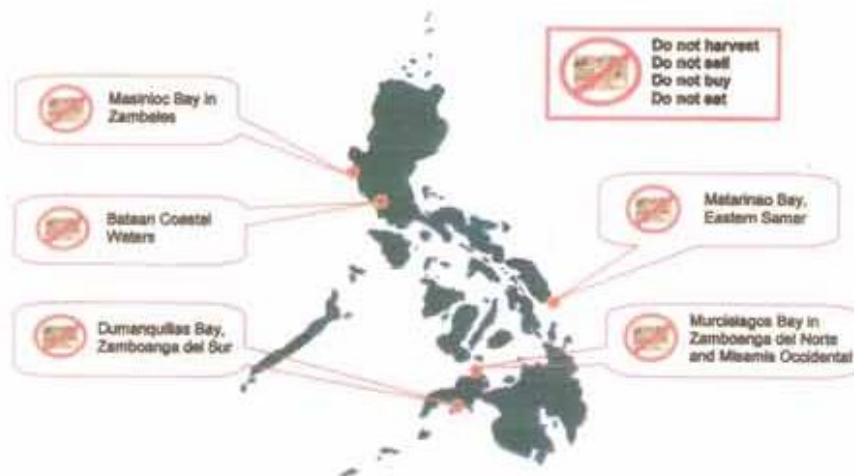 Do not harvest
Do not sell
Do not buy
Do not eat
Masinloc Bay in
Zambales
Bataan Coastal
Waters
Matarinao Bay,
Eastern Samar
Dumanquillas Bay,
Zamboanga del Sur
Murcielagos Bay in
Zamboanga del Norte
and Misamis Occidental